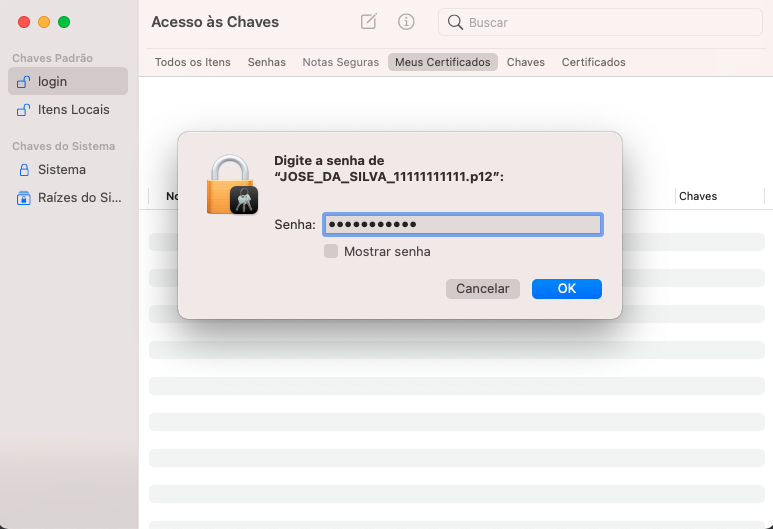 Acesso às Chaves
Buscar
Chaves Padrão
login
Itens Locais
Chaves do Sistema
Sistema
Raízes do Si...
Todos os Itens
Senhas
Notas Seguras
Meus Certificados
Chaves
Certificados
No
Chaves
Digite a senha de
“JOSE_DA_SILVA_11111111111.p12”:
Senha: ●●●●●●●●●●●
Mostrar senha
Cancelar
OK